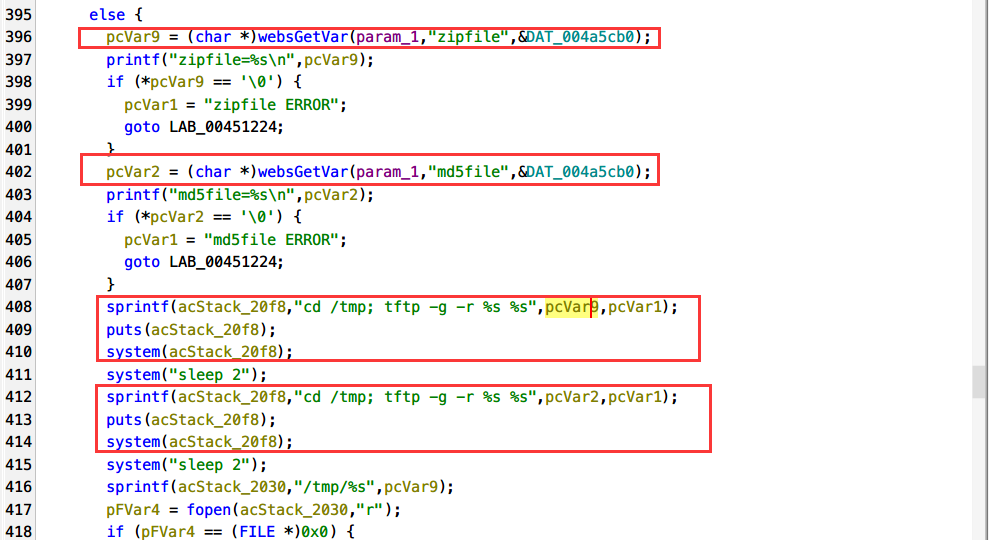 395 else {
396 pcVar9 = (char *)websGetVar(param_1,"zipfile",&DAT_004a5cb0);
397 printf("zipfile=%s\n",pcVar9);
398 if (*pcVar9 == '\0') {
399 pcVar1 = "zipfile ERROR";
400 goto LAB_00451224;
401 }
402 pcVar2 = (char *)websGetVar(param_1,"md5file",&DAT_004a5cb0);
403 printf("md5file=%s\n",pcVar2);
404 if (*pcVar2 == '\0') {
405 pcVar1 = "md5file ERROR";
406 goto LAB_00451224;
407 }
408 sprintf(acStack_20f8,"cd /tmp; tftp -g -r %s %s",pcVar9,pcVar1);
409 puts(acStack_20f8);
410 system(acStack_20f8);
411 system("sleep 2");
412 sprintf(acStack_20f8,"cd /tmp; tftp -g -r %s %s",pcVar2,pcVar1);
413 puts(acStack_20f8);
414 system(acStack_20f8);
415 system("sleep 2");
416 sprintf(acStack_2030,"/tmp/%s",pcVar9);
417 pFVar4 = fopen(acStack_2030,"r");
418 if (pFVar4 == (FILE *)0x0) {